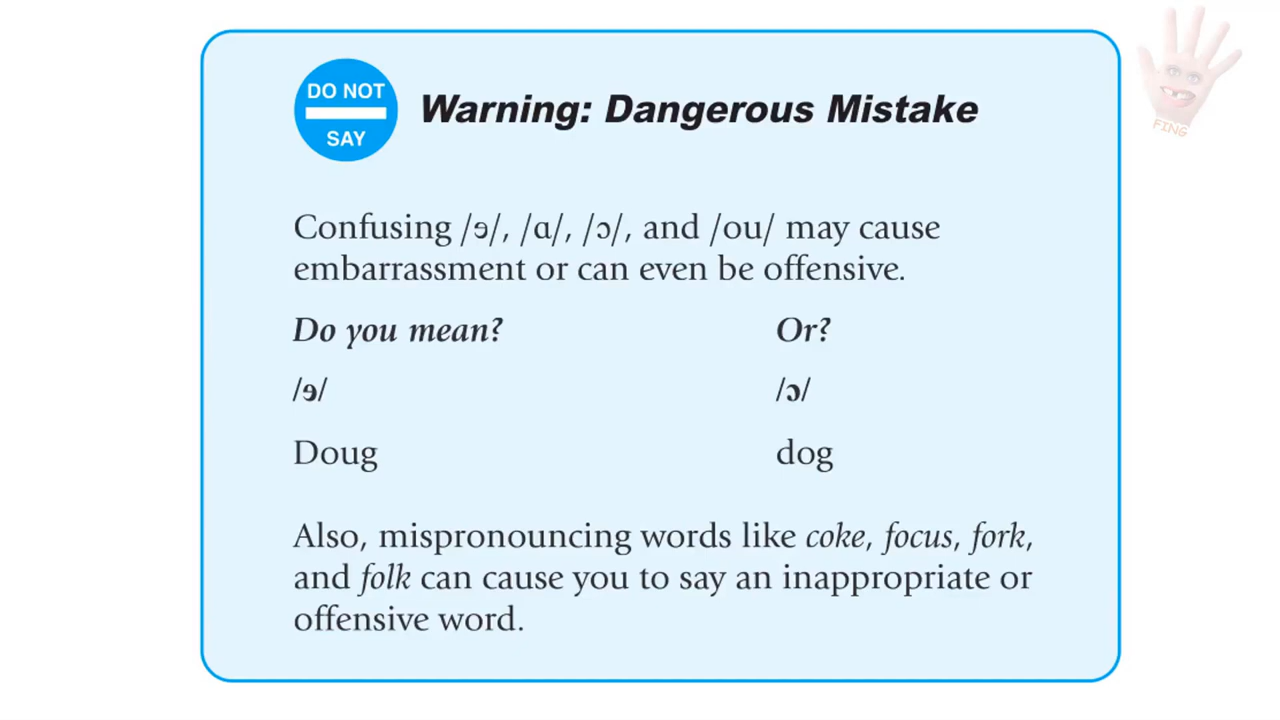 DO NOT
SAY
Warning: Dangerous Mistake
FING
Confusing /ɘ/, /ɑ/, /ɔ/, and /ou/ may cause
embarrassment or can even be offensive.
Do you mean? Or?
/ɘ/ /ɔ/
Doug dog
Also, mispronouncing words like coke, focus, fork,
and folk can cause you to say an inappropriate or
offensive word.